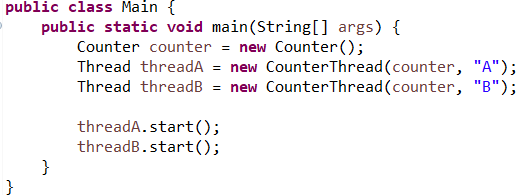 public class Main {
    public static void main(String[] args) {
        Counter counter = new Counter();
        Thread threadA = new CounterThread(counter, "A");
        Thread threadB = new CounterThread(counter, "B");

        threadA.start();
        threadB.start();
    }
}